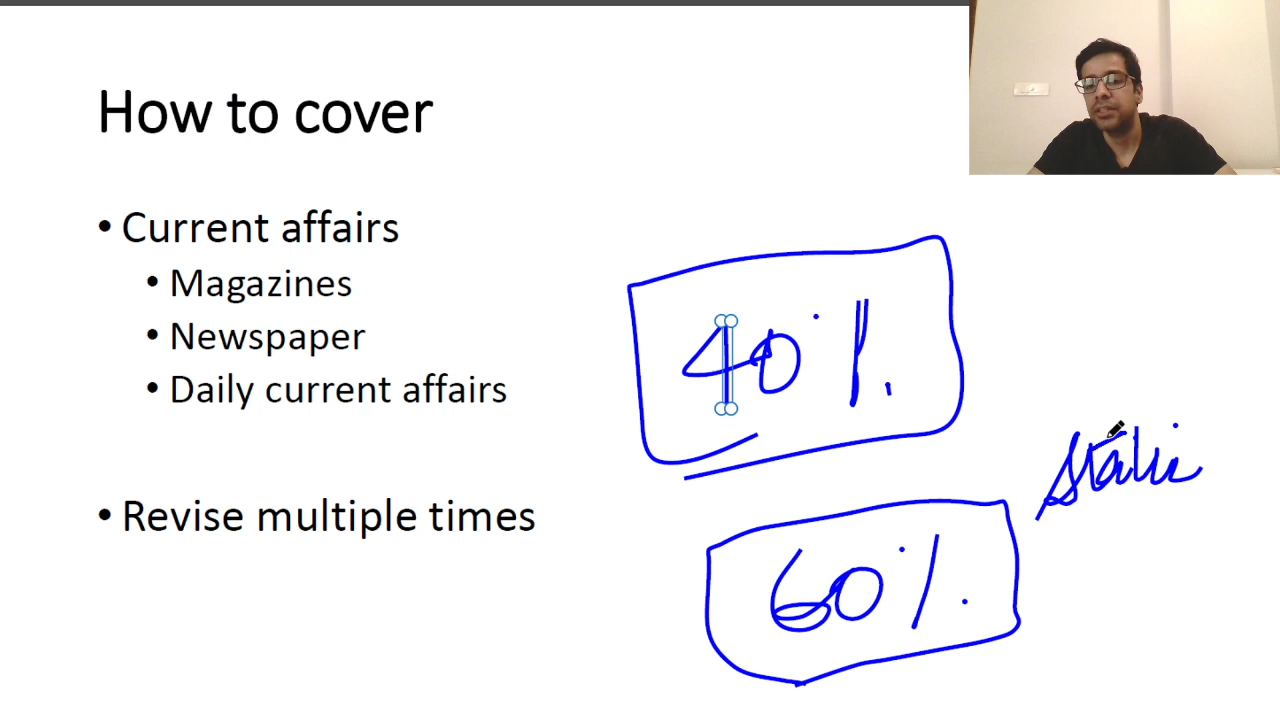 How to cover
• Current affairs
• Magazines
• Newspaper
• Daily current affairs
• Revise multiple times
40%.
Static
60%.